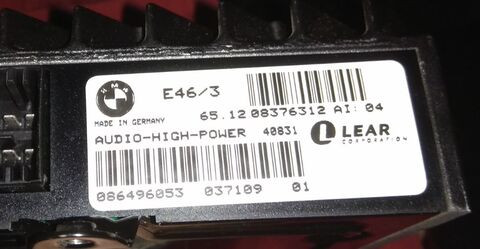 BMW
E46/3
MADE IN GERMANY
65.12 08376312 AI: 04
AUDIO-HIGH-POWER 40831
LEAR
CORPORATION
086496053 037109 01